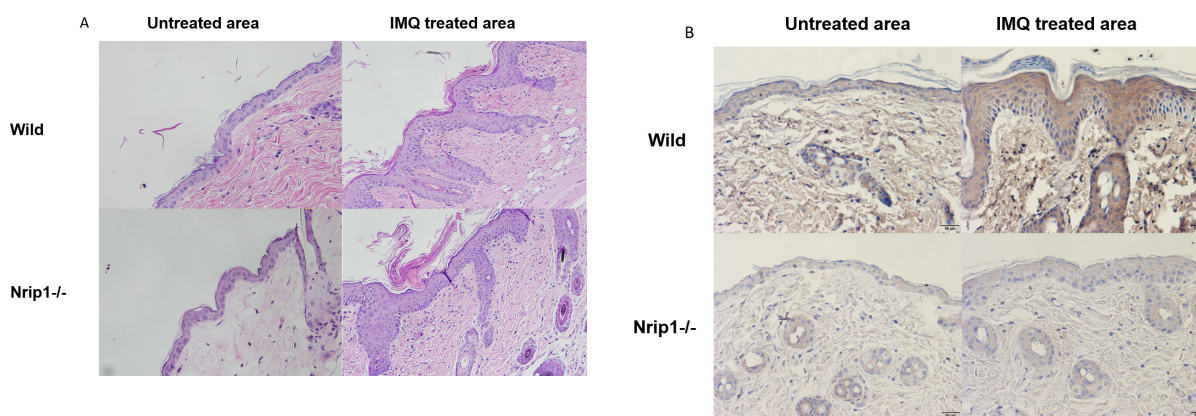 A
Untreated area IMQ treated area
Wild
Nrip1-/-
B
Untreated area IMQ treated area
Wild
Nrip1-/-